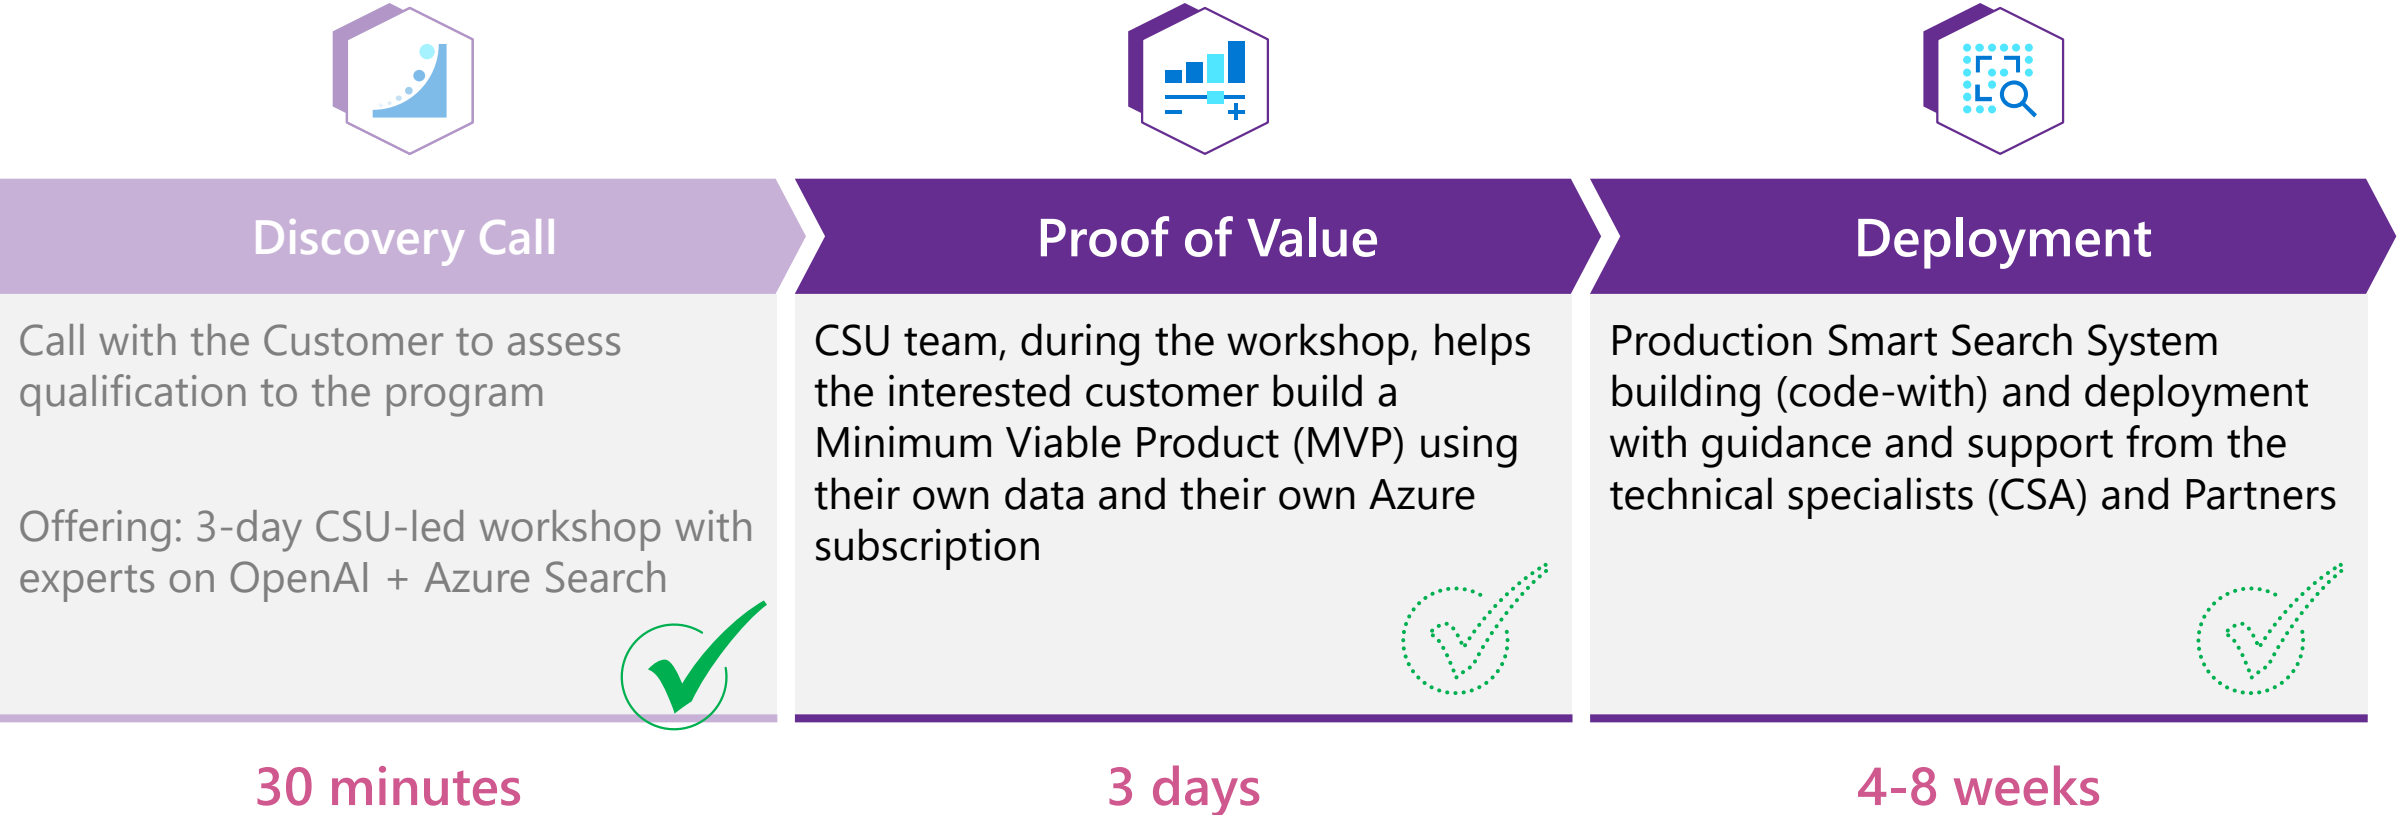 Discovery Call
Call with the Customer to assess
qualification to the program
Offering: 3-day CSU-led workshop with
experts on OpenAI + Azure Search
30 minutes
Proof of Value
CSU team, during the workshop, helps
the interested customer build a
Minimum Viable Product (MVP) using
their own data and their own Azure
subscription
3 days
Deployment
Production Smart Search System
building (code-with) and deployment
with guidance and support from the
technical specialists (CSA) and Partners
4-8 weeks